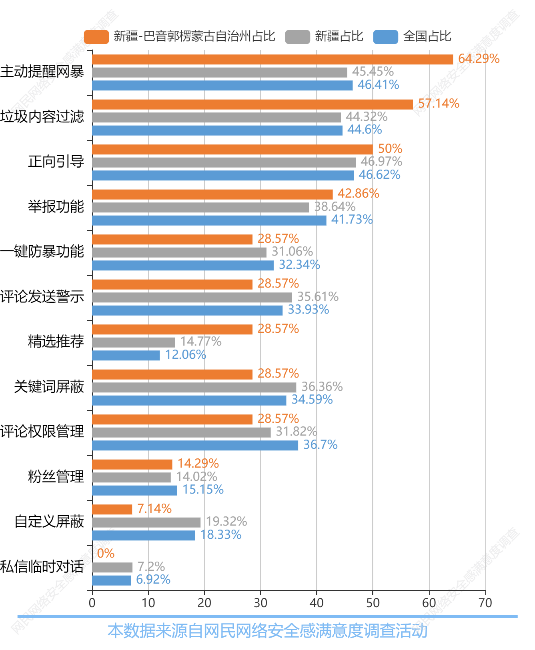 新疆-巴音郭楞蒙古自治州占比 新疆占比 全国占比
主动提醒网暴 64.29% 45.45% 46.41%
垃圾内容过滤 57.14% 44.32% 44.6%
正向引导 50% 46.97% 46.62%
举报功能 42.86% 38.64% 41.73%
一键防暴功能 28.57% 31.06% 32.34%
评论发送警示 28.57% 35.61% 33.93%
精选推荐 28.57% 14.77% 12.06%
关键词屏蔽 28.57% 36.36% 34.59%
评论权限管理 28.57% 31.82% 36.7%
粉丝管理 14.29% 14.02% 15.15%
自定义屏蔽 7.14% 19.32% 18.33%
私信临时对话 0% 7.2% 6.92%
0 10 20 30 40 50 60 70
本数据来源自网民网络安全感满意度调查活动